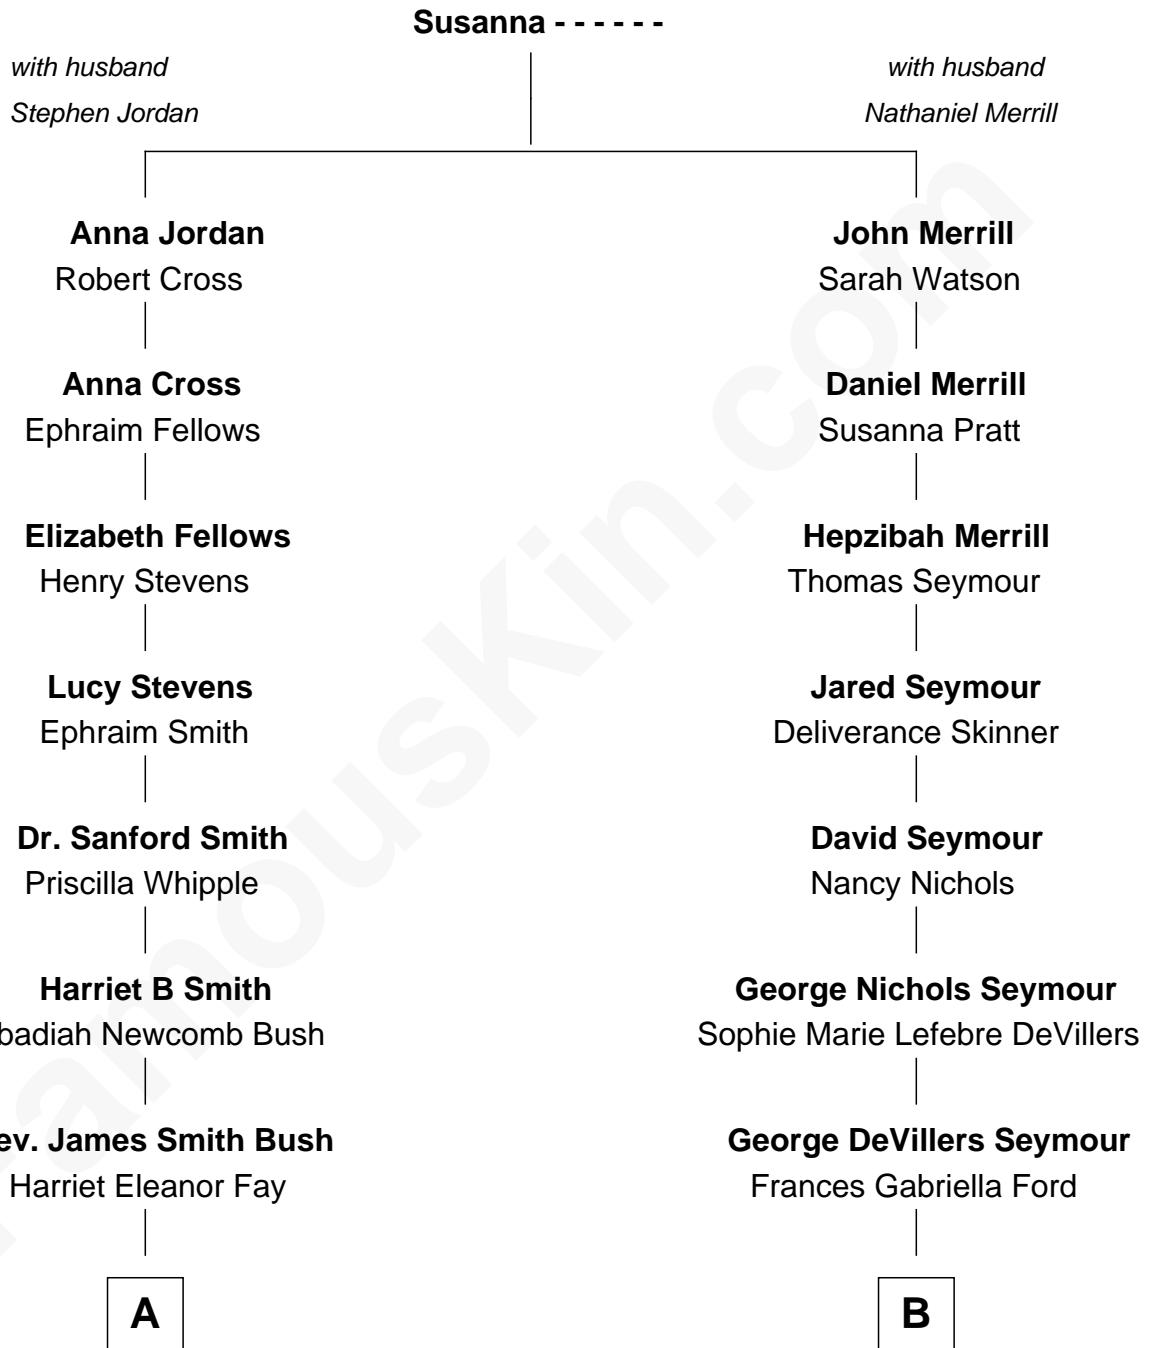 Susanna - - - - - -
with husband
Stephen Jordan
with husband
Nathaniel Merrill
Anna Jordan
Robert Cross
John Merrill
Sarah Watson
Anna Cross
Ephraim Fellows
Daniel Merrill
Susanna Pratt
Elizabeth Fellows
Henry Stevens
Hepzibah Merrill
Thomas Seymour
Lucy Stevens
Ephraim Smith
Jared Seymour
Deliverance Skinner
Dr. Sanford Smith
Priscilla Whipple
David Seymour
Nancy Nichols
Harriet B Smith
badiah Newcomb Bush
George Nichols Seymour
Sophie Marie Lefebre DeVillers
ev. James Smith Bush
Harriet Eleanor Fay
George DeVillers Seymour
Frances Gabriella Ford
A
B
FamousKin.com